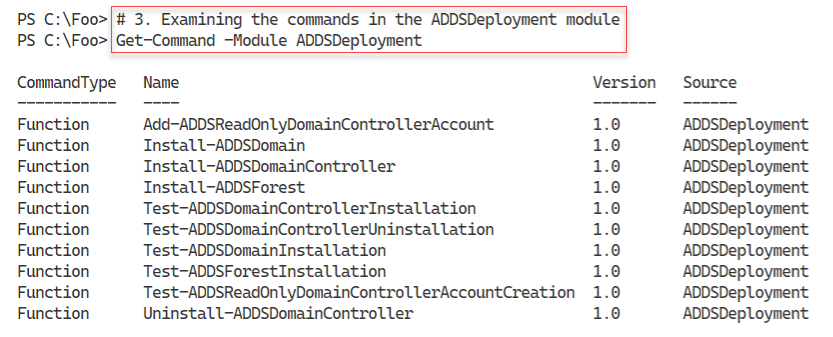 PS C:\Foo> # 3. Examining the commands in the ADDSDeployment module
PS C:\Foo> Get-Command -Module ADDSDeployment
CommandType Name Version Source
----------- ---- ------- ------
Function Add-ADDSReadOnlyDomainControllerAccount 1.0 ADDSDeployment
Function Install-ADDSDomain 1.0 ADDSDeployment
Function Install-ADDSDomainController 1.0 ADDSDeployment
Function Install-ADDSForest 1.0 ADDSDeployment
Function Test-ADDSDomainControllerInstallation 1.0 ADDSDeployment
Function Test-ADDSDomainControllerUninstallation 1.0 ADDSDeployment
Function Test-ADDSDomainInstallation 1.0 ADDSDeployment
Function Test-ADDSForestInstallation 1.0 ADDSDeployment
Function Test-ADDSReadOnlyDomainControllerAccountCreation 1.0 ADDSDeployment
Function Uninstall-ADDSDomainController 1.0 ADDSDeployment